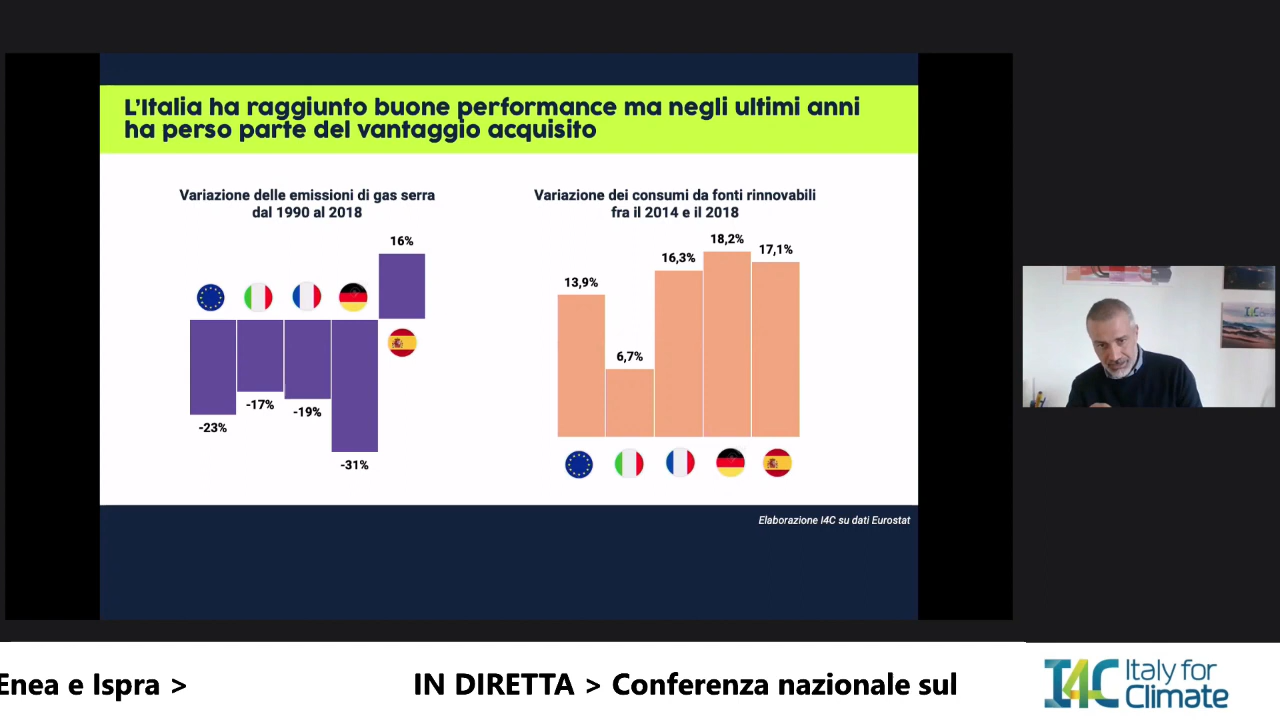 L'Italia ha raggiunto buone performance ma negli ultimi anni
ha perso parte del vantaggio acquisito
Variazione delle emissioni di gas serra
dal 1990 al 2018
16%
-23%
-17%
-19%
-31%
Variazione dei consumi da fonti rinnovabili
fra il 2014 e il 2018
13,9%
6,7%
16,3%
18,2%
17,1%
Elaborazione I4C su dati Eurostat
I4C
Enea e Ispra > IN DIRETTA > Conferenza nazionale sul
I4C Italy for
Climate